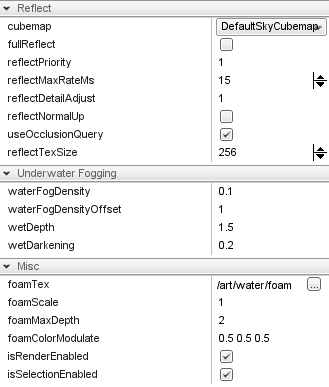 Reflect
cubemap DefaultSkyCubemap
fullReflect
reflectPriority 1
reflectMaxRateMs 15
reflectDetailAdjust 1
reflectNormalUp
useOcclusionQuery
reflectTexSize 256
Underwater Fogging
waterFogDensity 0.1
waterFogDensityOffset 1
wetDepth 1.5
wetDarkening 0.2
Misc
foamTex /art/water/foam ...
foamScale 1
foamMaxDepth 2
foamColorModulate 0.5 0.5 0.5
isRenderEnabled
isSelectionEnabled